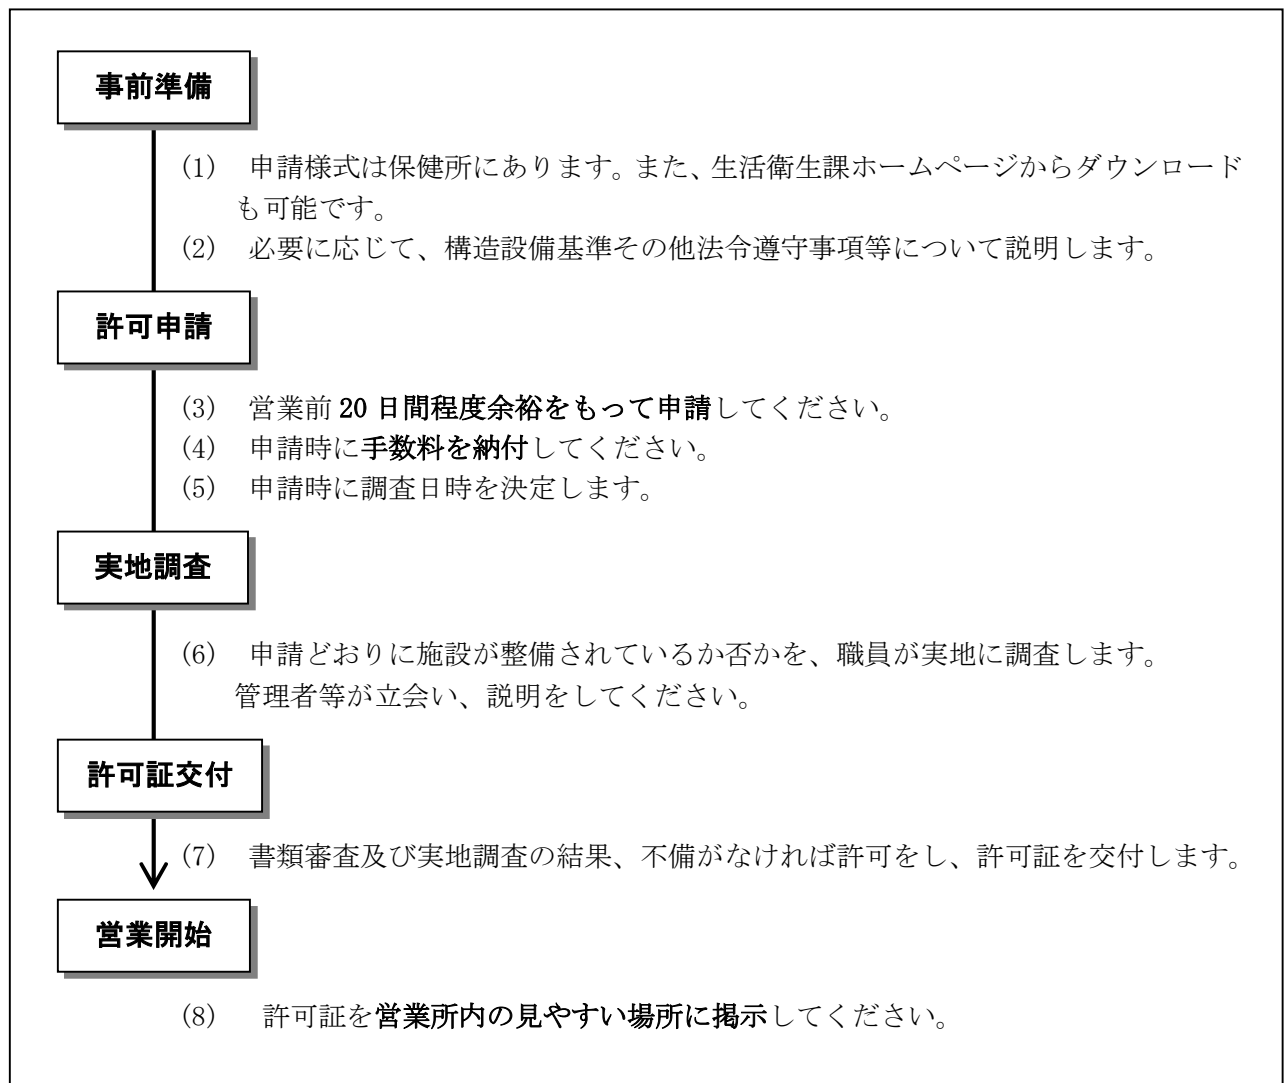 事前準備
(1) 申請様式は保健所にあります。また、生活衛生課ホームページからダウンロード
も可能です。
(2) 必要に応じて、構造設備基準その他法令遵守事項等について説明します。
許可申請
(3) 営業前 20 日間程度余裕をもって申請してください。
(4) 申請時に手数料を納付してください。
(5) 申請時に調査日時を決定します。
実地調査
(6) 申請どおりに施設が整備されているか否かを、職員が実地に調査します。
管理者等が立会い、説明をしてください。
許可証交付
(7) 書類審査及び実地調査の結果、不備がなければ許可をし、許可証を交付します。
営業開始
(8) 許可証を営業所内の見やすい場所に掲示してください。